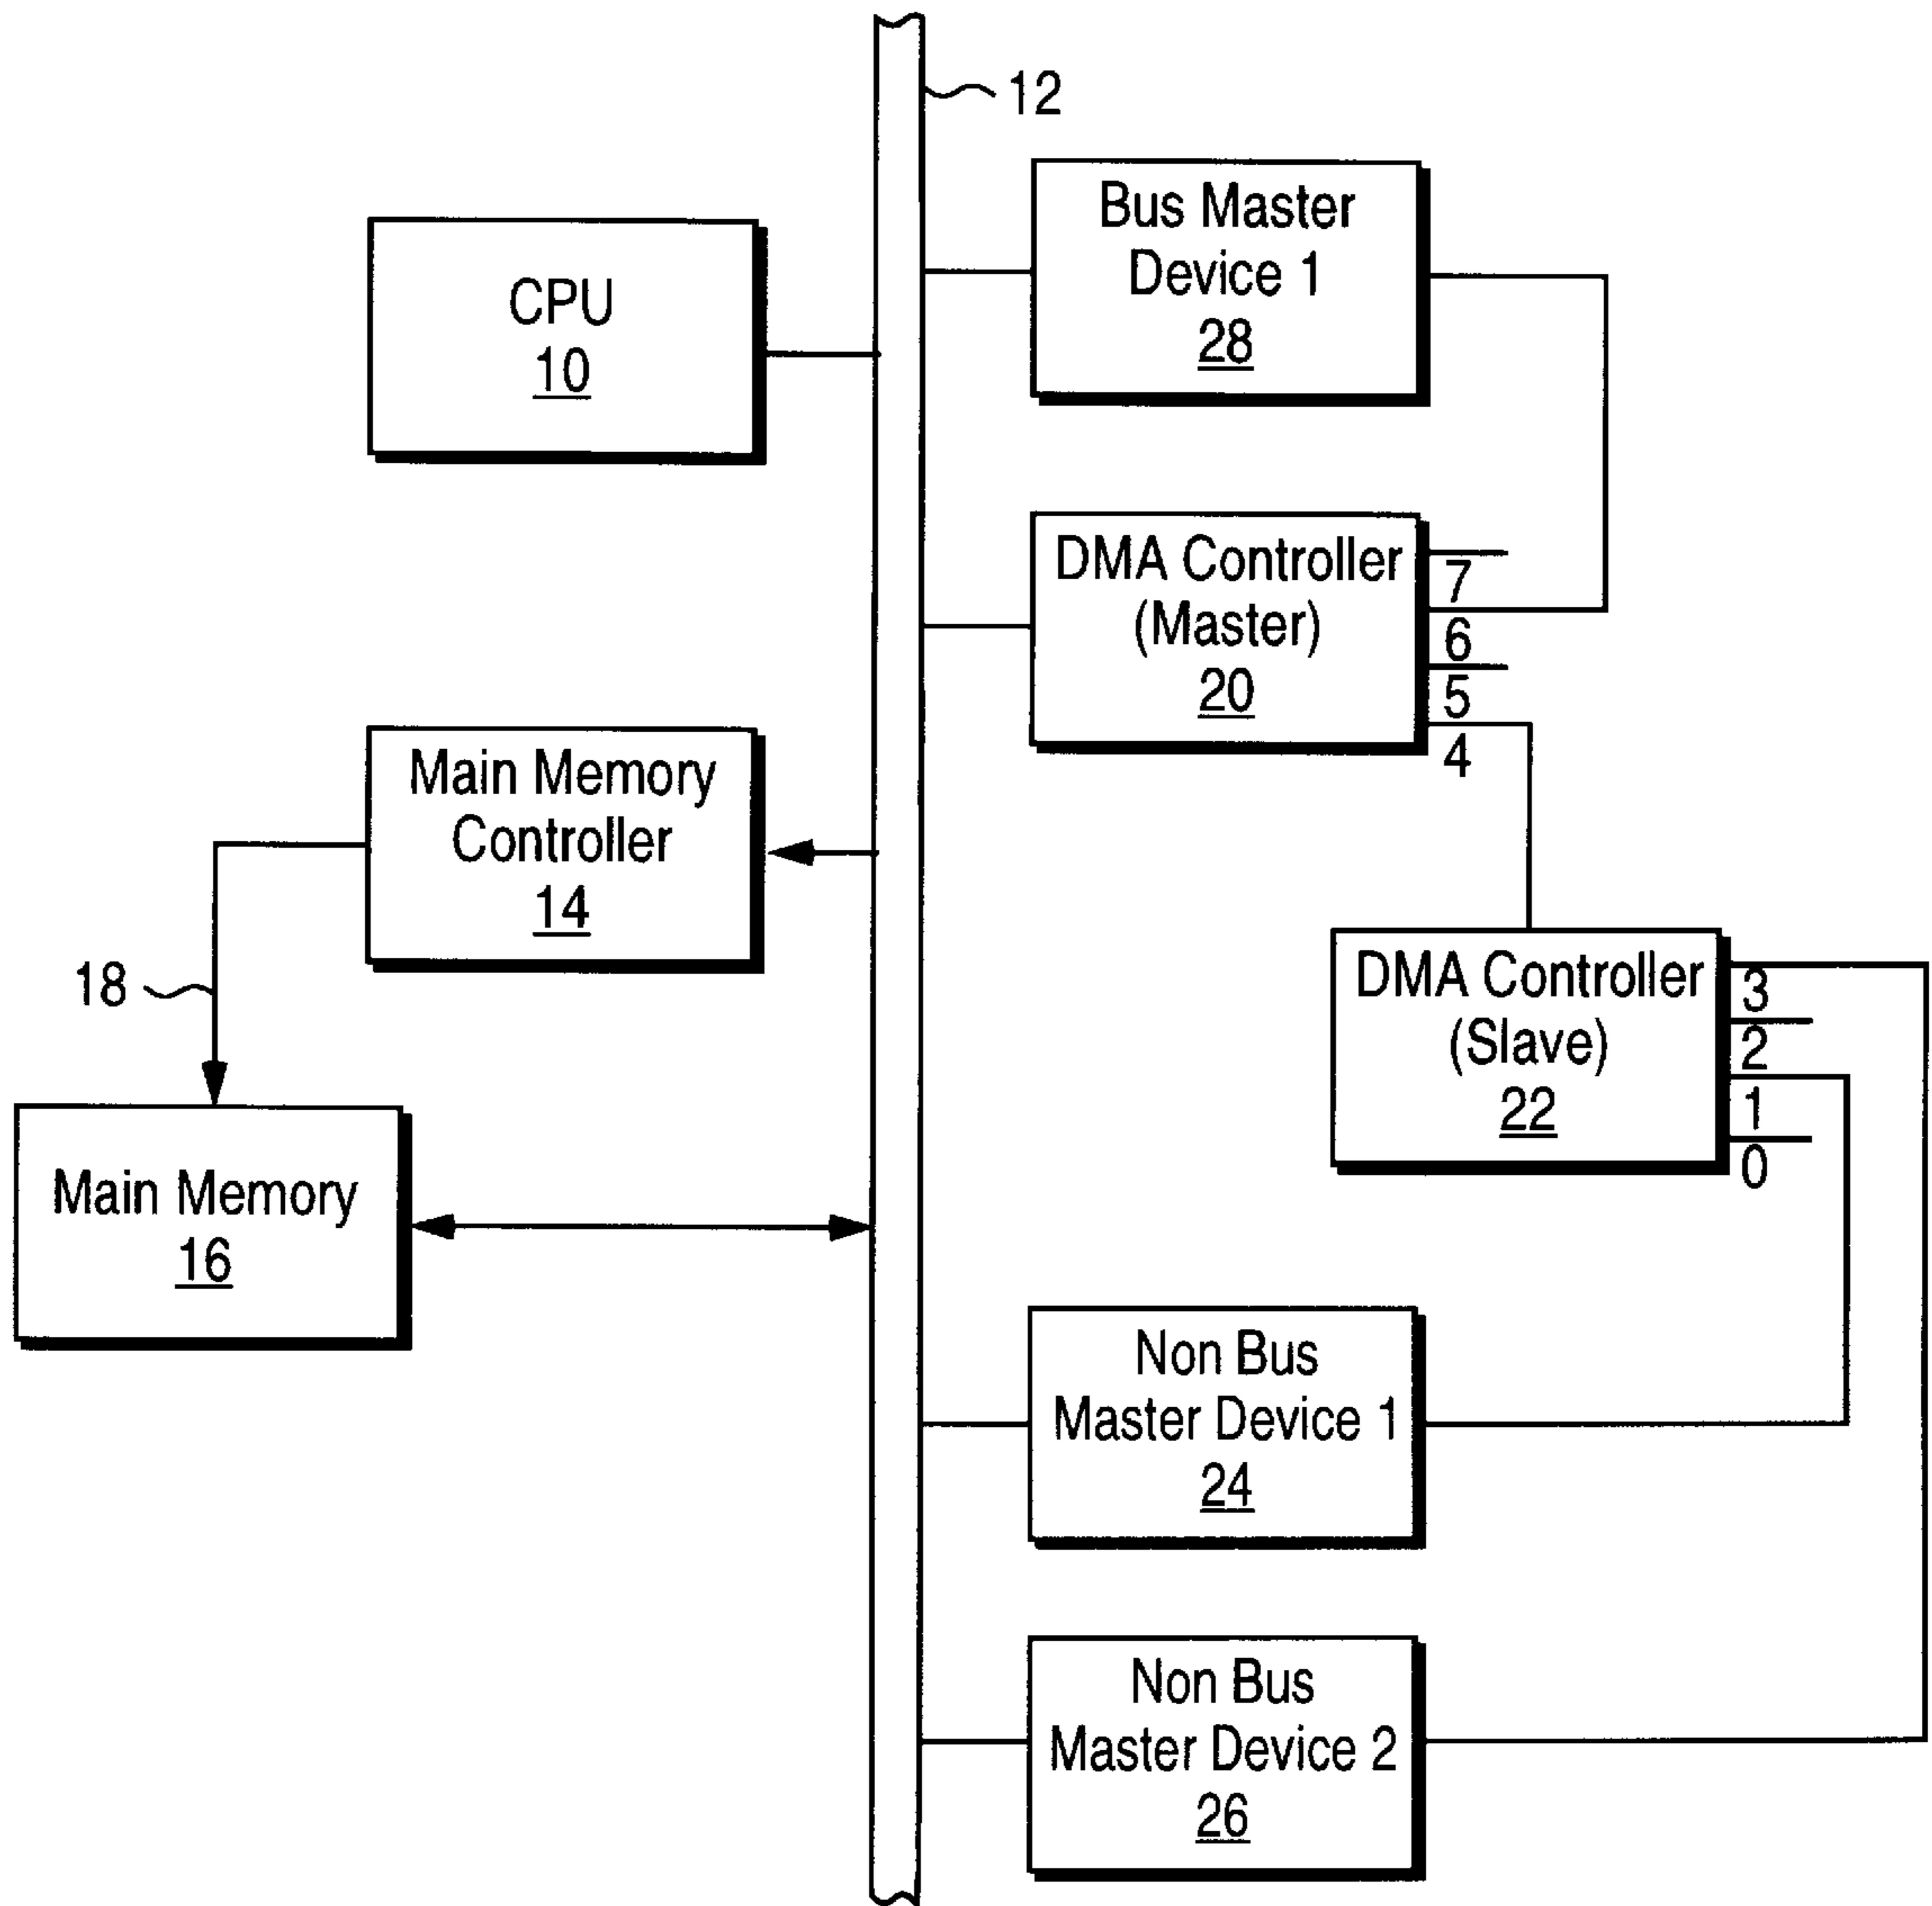 12
Bus Master
Device 1
28
CPU
10
DMA Controller
(Master)
20
7
6
5
4
Main Memory
Controller
14
18
DMA Controller
(Slave)
22
3
2
1
0
Main Memory
16
Non Bus
Master Device 1
24
Non Bus
Master Device 2
26